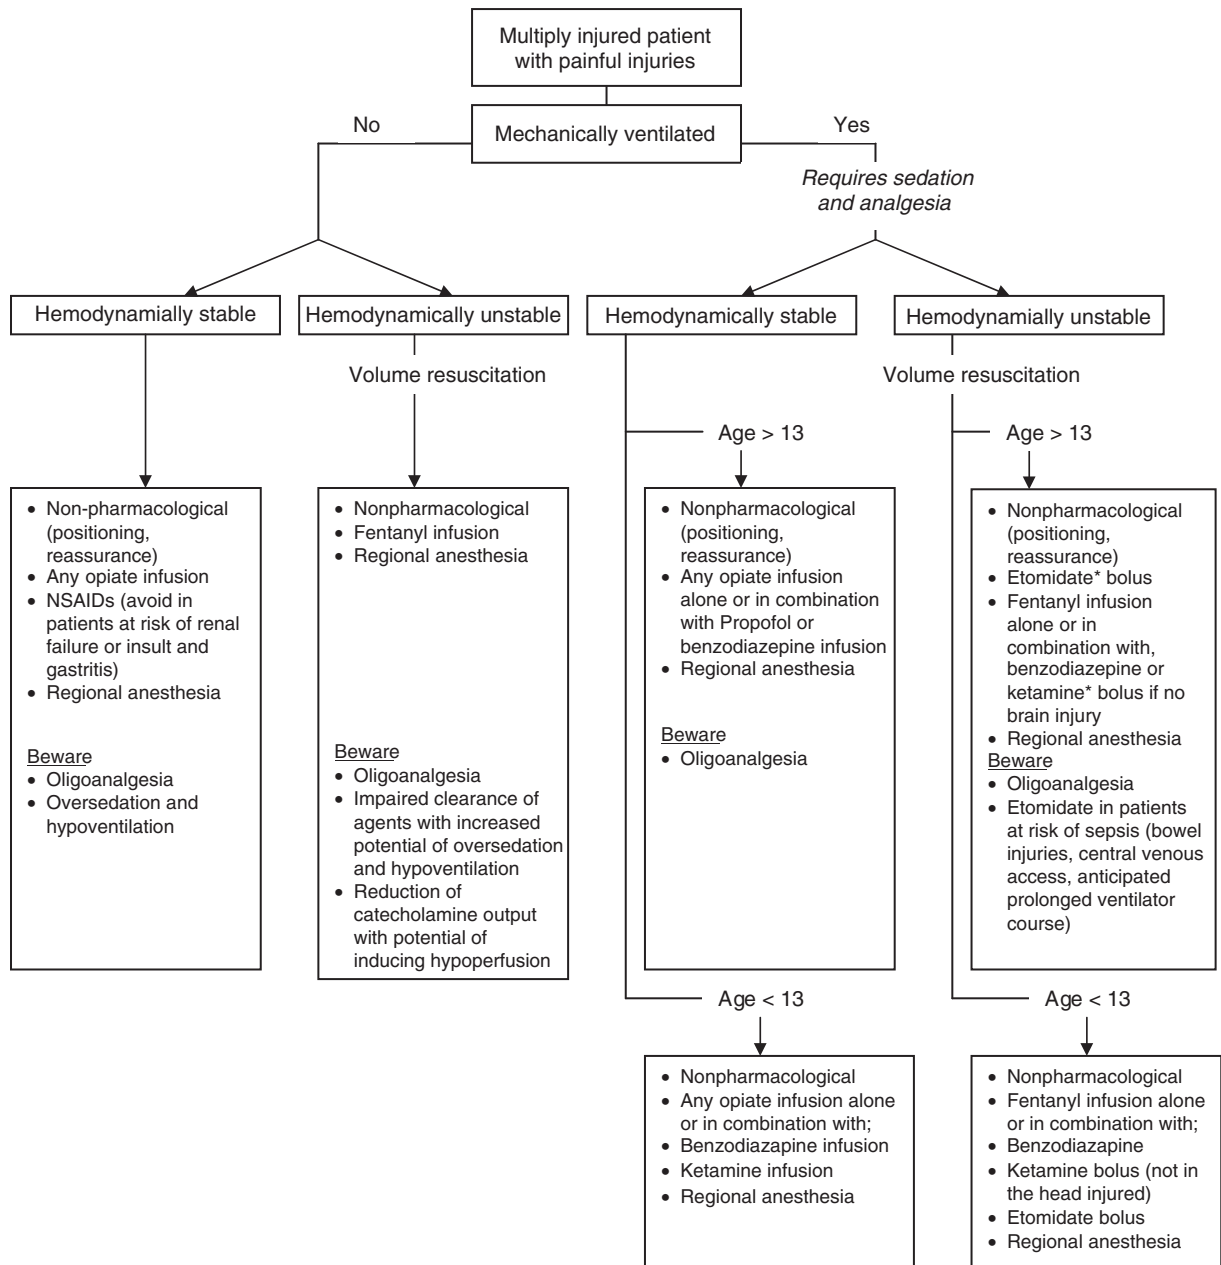 Multiply injured patient
with painful injuries
No
Mechanically ventilated
Yes
Requires sedation
and analgesia
Hemodynamially stable
Hemodynamically unstable
Hemodynamically stable
Hemodynamially unstable
Volume resuscitation
Volume resuscitation
Age > 13
Age > 13
• Non-pharmacological
(positioning,
reassurance)
• Any opiate infusion
• NSAIDs (avoid in
patients at risk of renal
failure or insult and
gastritis)
• Regional anesthesia
Beware
• Oligoanalgesia
• Oversedation and
hypoventilation
• Nonpharmacological
• Fentanyl infusion
• Regional anesthesia
Beware
• Oligoanalgesia
• Impaired clearance of
agents with increased
potential of oversedation
and hypoventilation
• Reduction of
catecholamine output
with potential of
inducing hypoperfusion
• Nonpharmacological
(positioning,
reassurance)
• Any opiate infusion
alone or in combination
with Propofol or
benzodiazepine infusion
• Regional anesthesia
Beware
• Oligoanalgesia
• Nonpharmacological
(positioning,
reassurance)
• Etomidate* bolus
• Fentanyl infusion
alone or in
combination with,
benzodiazepine or
ketamine* bolus if no
brain injury
• Regional anesthesia
Beware
• Oligoanalgesia
• Etomidate in patients
at risk of sepsis (bowel
injuries, central venous
access, anticipated
prolonged ventilator
course)
Age < 13
Age < 13
• Nonpharmacological
• Any opiate infusion alone
or in combination with;
• Benzodiazapine infusion
• Ketamine infusion
• Regional anesthesia
• Nonpharmacological
• Fentanyl infusion alone
or in combination with;
• Benzodiazapine
• Ketamine bolus (not in
the head injured)
• Etomidate bolus
• Regional anesthesia